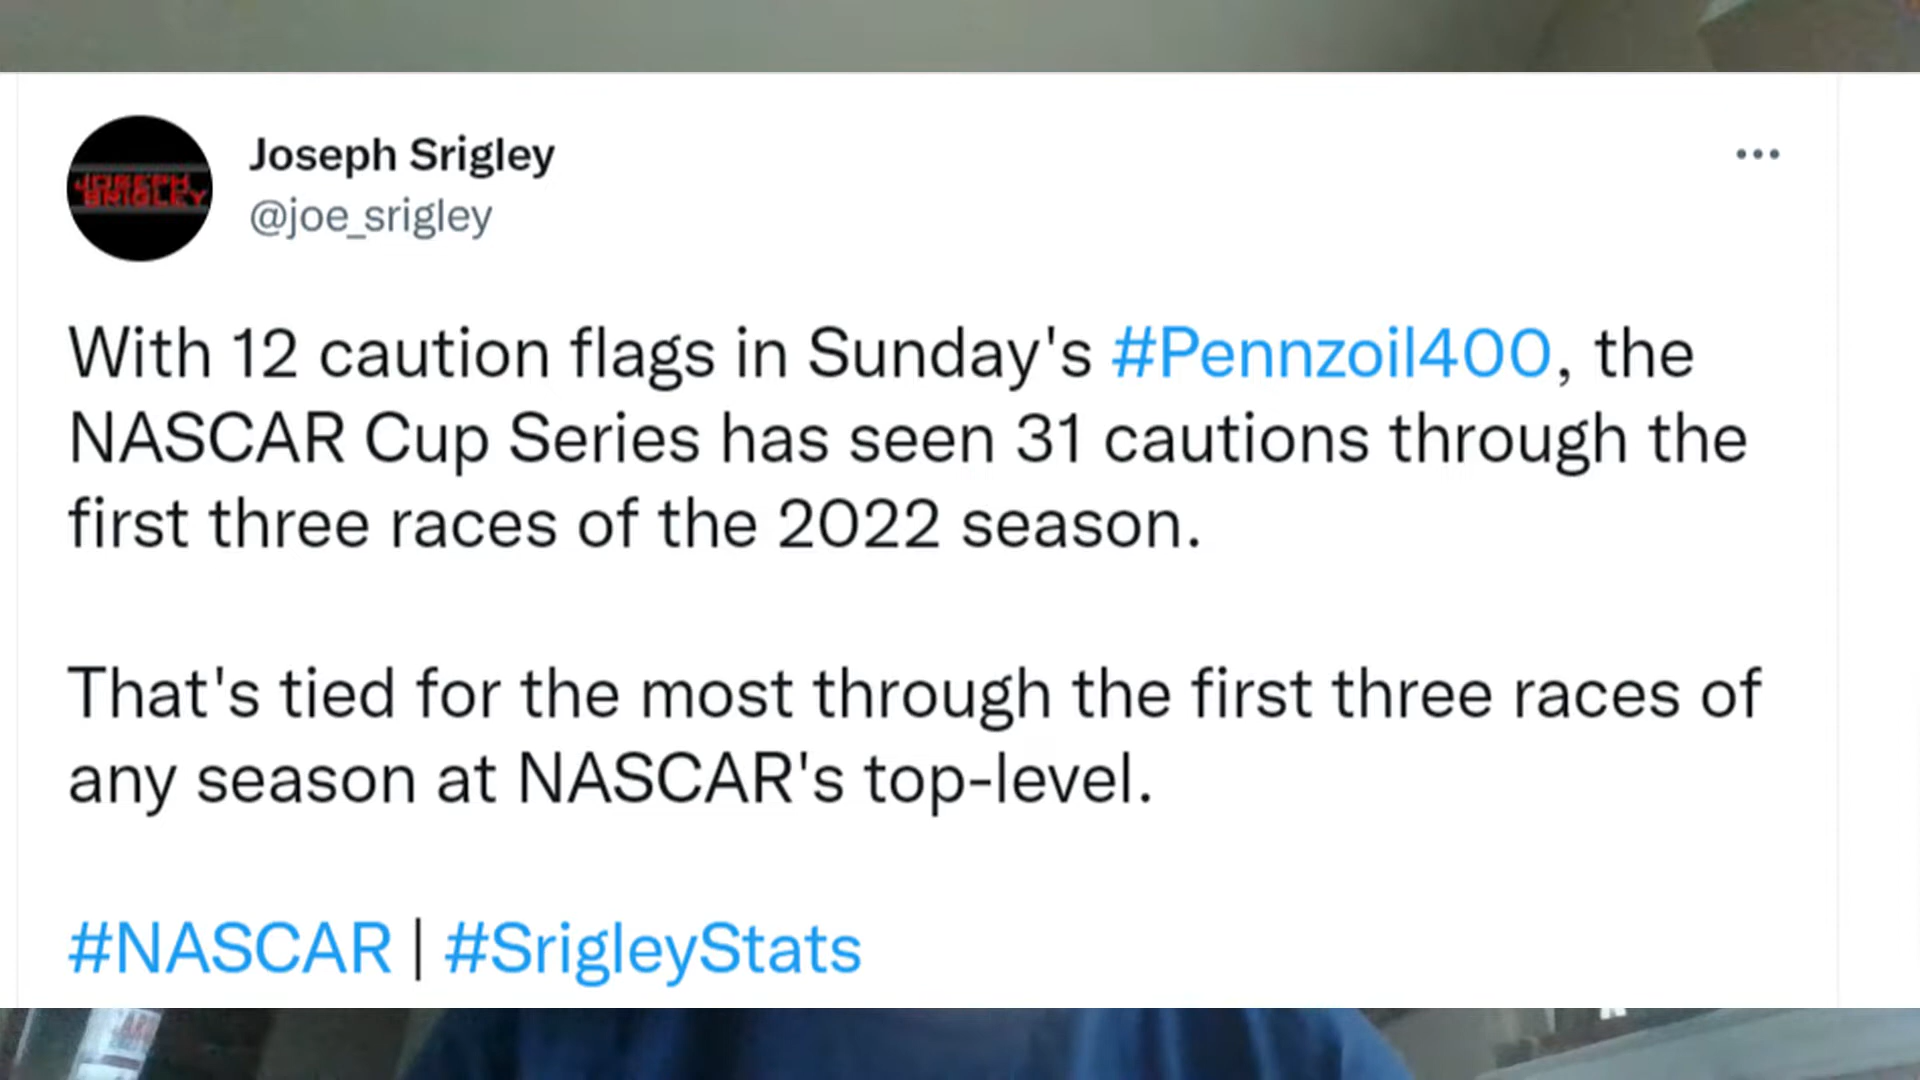 JOSEPH
SRIGLEY
Joseph Srigley
@joe_srigley
With 12 caution flags in Sunday's #Pennzoil400, the
NASCAR Cup Series has seen 31 cautions through the
first three races of the 2022 season.
That's tied for the most through the first three races of
any season at NASCAR's top-level.
#NASCAR | #SrigleyStats